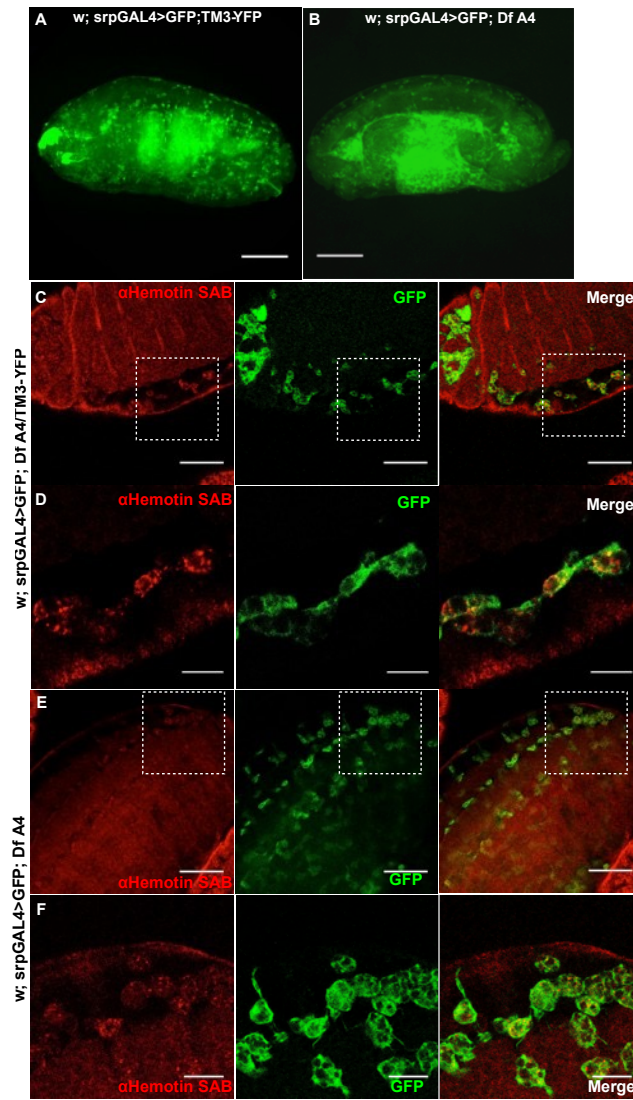 A
w; srpGAL4>GFP;TM3-YFP
B
w; srpGAL4>GFP; Df A4
w; srpGAL4>GFP; Df A4/TM3-YFP
C
αHemotin SAB
GFP
Merge
D
αHemotin SAB
GFP
Merge
w; srpGAL4>GFP; Df A4
E
αHemotin SAB
GFP
F
αHemotin SAB
GFP
Merge